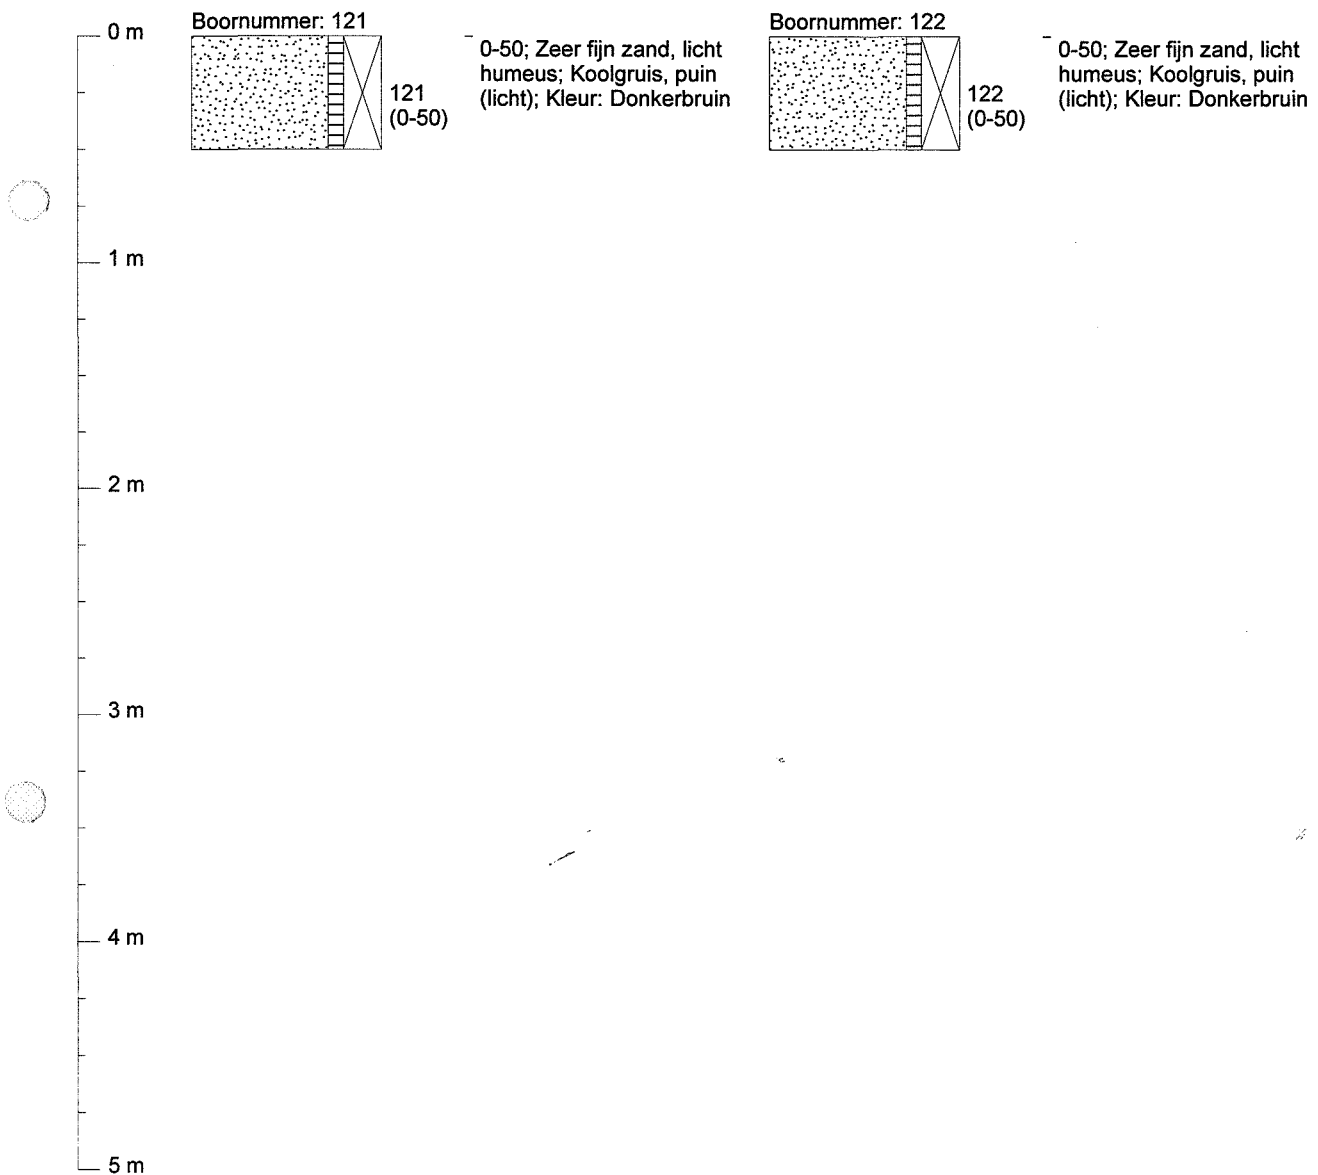 0 m
1 m
2 m
3 m
4 m
5 m
Boornummer: 121
121
(0-50)
0-50; Zeer fijn zand, licht
humeus; Koolgruis, puin
(licht); Kleur: Donkerbruin
Boornummer: 122
122
(0-50)
0-50; Zeer fijn zand, licht
humeus; Koolgruis, puin
(licht); Kleur: Donkerbruin